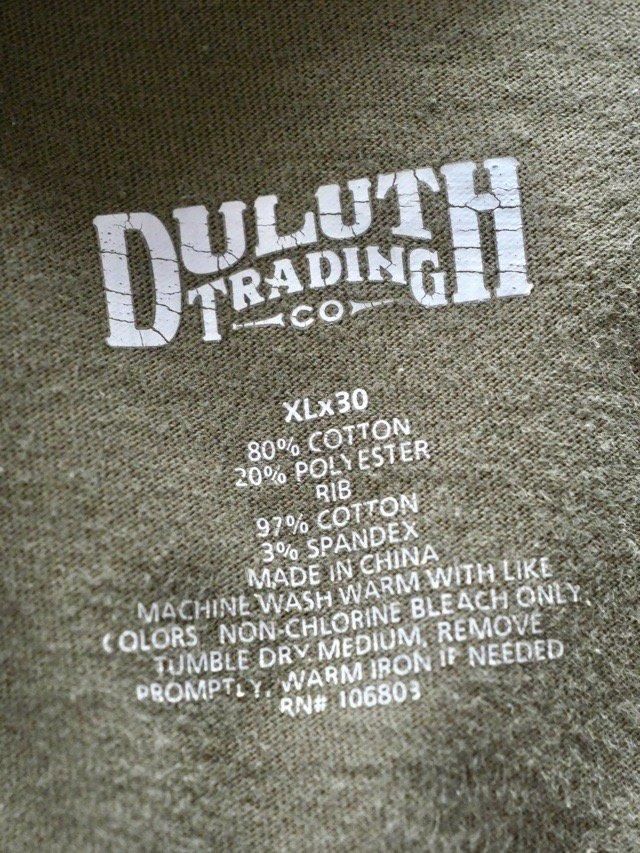 DULUTH
TRADING
CO
XLx30
80% COTTON
20% POLYESTER
RIB
97% COTTON
3% SPANDEX
MADE IN CHINA
MACHINE WASH WARM WITH LIKE
COLORS NON-CHLORINE BLEACH ONLY.
TUMBLE DRY MEDIUM, REMOVE
PROMPTLY. WARM IRON IF NEEDED
RN# 106803